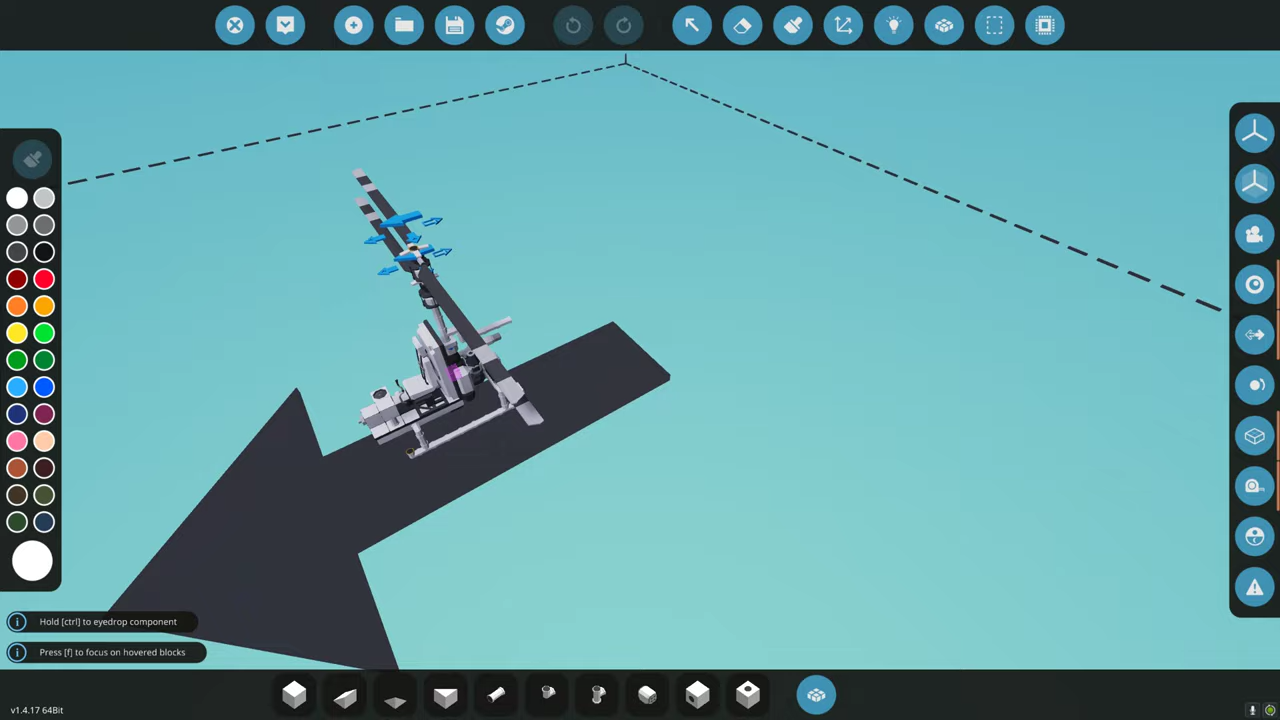 Hold [ctrl] to eyedrop component
Press [f] to focus on hovered blocks
v1.4.17 64Bit